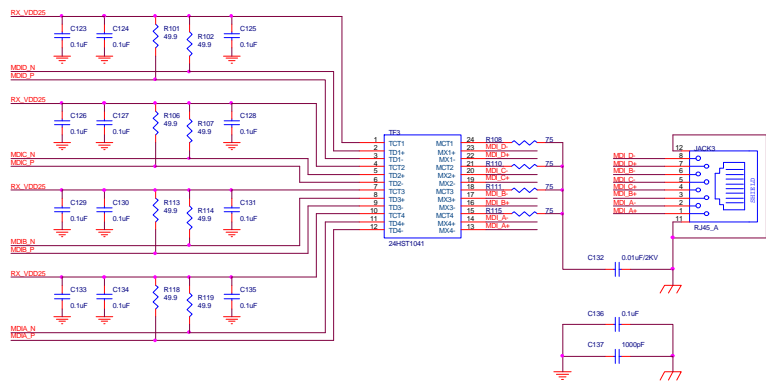 RX_VDD25
C123
0.1uF
C124
0.1uF
R101
49.9
R102
49.9
C125
0.1uF
MDID_N
MDID_P
RX_VDD25
C126
0.1uF
C127
0.1uF
R106
49.9
R107
49.9
C128
0.1uF
MDIC_N
MDIC_P
RX_VDD25
C129
0.1uF
C130
0.1uF
R113
49.9
R114
49.9
C131
0.1uF
MDIB_N
MDIB_P
RX_VDD25
C133
0.1uF
C134
0.1uF
R118
49.9
R119
49.9
C135
0.1uF
MDIA_N
MDIA_P
TF3
1 TCT1 MCT1 24 R108 75
2 TD1+ MX1+ 23 MDI_D-
3 TD1- MX1- 22 MDI_D+
4 TCT2 MCT2 21 R110 75
5 TD2+ MX2+ 20 MDI_C-
6 TD2- MX2- 19 MDI_C+
7 TCT3 MCT3 18 R111 75
8 TD3+ MX3+ 17 MDI_B-
9 TD3- MX3- 16 MDI_B+
10 TCT4 MCT4 15 R115 75
11 TD4+ MX4+ 14 MDI_A-
12 TD4- MX4- 13 MDI_A+
24HST1041
12 JACK3
MDI_D- 8
MDI_D+ 7
MDI_B- 6
MDI_C- 5
MDI_C+ 4
MDI_B+ 3
MDI_A- 2
MDI_A+ 1
11
SHIELD
RJ45_A
C132 0.01uF/2KV
C136 0.1uF
C137 1000pF